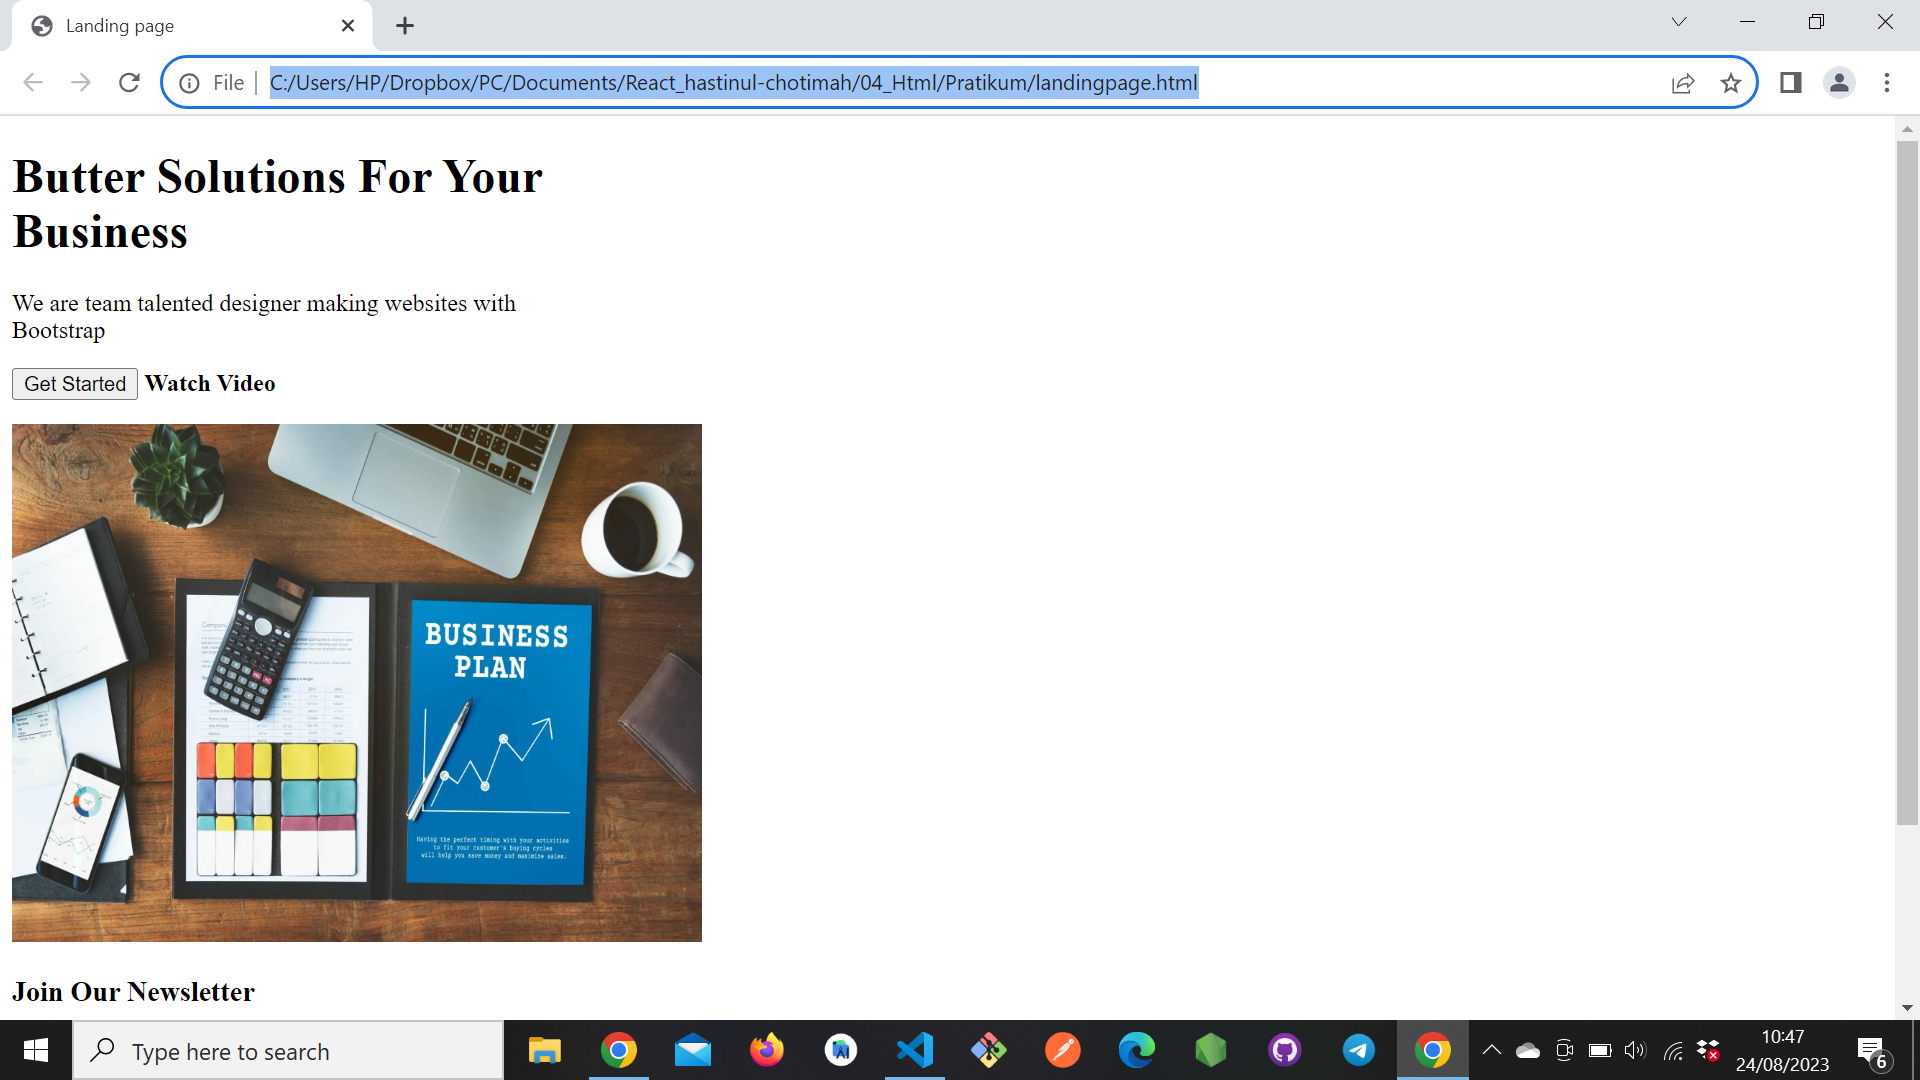 Landing page
File
C:/Users/HP/Dropbox/PC/Documents/React_hastinul-chotimah/04_Html/Pratikum/landingpage.html
Butter Solutions For Your
Business
We are team talented designer making websites with
Bootstrap
Get Started Watch Video
BUSINESS
PLAN
Having the perfect timing with your activities
to fit your customer's buying cycles
will help you save money and maximize sales.
Join Our Newsletter
Type here to search
10:47
24/08/2023
6